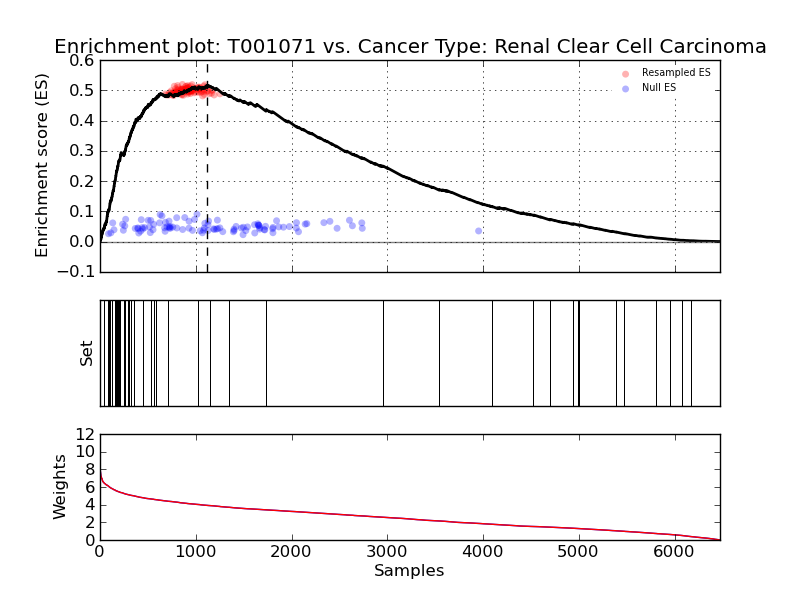 Enrichment plot: T001071 vs. Cancer Type: Renal Clear Cell Carcinoma
Enrichment score (ES)
0.6
0.5
0.4
0.3
0.2
0.1
0.0
−0.1
Resampled ES
Null ES
Set
Weights
12
10
8
6
4
2
0
0 1000 2000 3000 4000 5000 6000
Samples